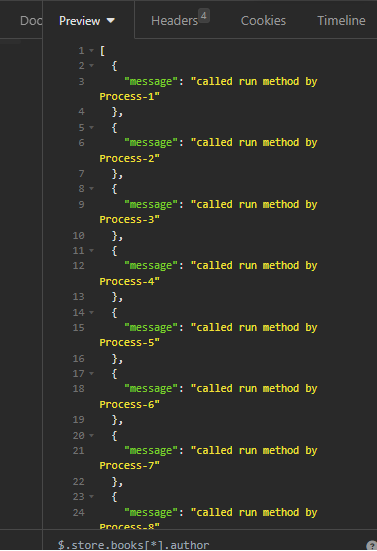 Doc Preview Headers 4 Cookies Timeline
1 [
2 {
3 "message": "called run method by
Process-1"
4 },
5 {
6 "message": "called run method by
Process-2"
7 },
8 {
9 "message": "called run method by
Process-3"
10 },
11 {
12 "message": "called run method by
Process-4"
13 },
14 {
15 "message": "called run method by
Process-5"
16 },
17 {
18 "message": "called run method by
Process-6"
19 },
20 {
21 "message": "called run method by
Process-7"
22 },
23 {
24 "message": "called run method by
Process-8"
$.store.books[*].author